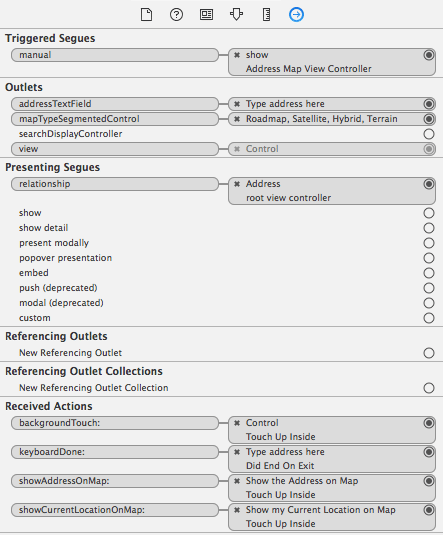 Triggered Segues
manual show
Address Map View Controller
Outlets
addressTextField Type address here
mapTypeSegmentedControl Roadmap, Satellite, Hybrid, Terrain
searchDisplayController
view Control
Presenting Segues
relationship Address
root view controller
show
show detail
present modally
popover presentation
embed
push (deprecated)
modal (deprecated)
custom
Referencing Outlets
New Referencing Outlet
Referencing Outlet Collections
New Referencing Outlet Collection
Received Actions
backgroundTouch: Control
Touch Up Inside
keyboardDone: Type address here
Did End On Exit
showAddressOnMap: Show the Address on Map
Touch Up Inside
showCurrentLocationOnMap: Show my Current Location on Map
Touch Up Inside